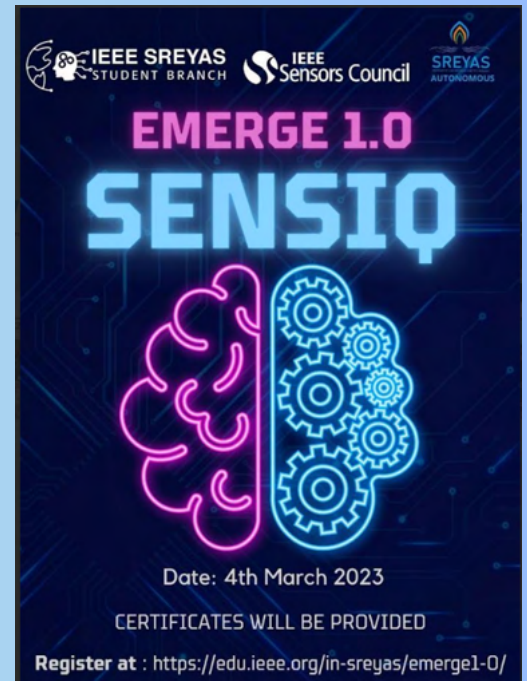 IEEE SREYAS
STUDENT BRANCH
IEEE
Sensors Council
SREYAS
AUTONOMOUS
EMERGE 1.0
SENSIQ
Date: 4th March 2023
CERTIFICATES WILL BE PROVIDED
Register at : https://edu.ieee.org/in-sreyas/emerge1-0/